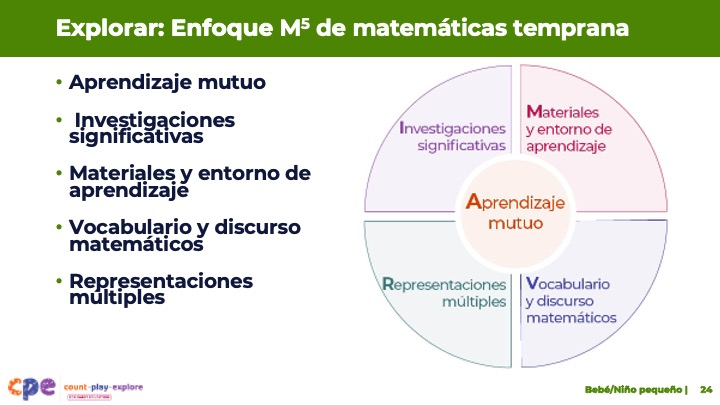 Explorar: Enfoque M⁵ de matemáticas temprana
• Aprendizaje mutuo
• Investigaciones
significativas
• Materiales y entorno de
aprendizaje
• Vocabulario y discurso
matemáticos
• Representaciones
múltiples
Investigaciones
significativas
Materiales
y entorno de
aprendizaje
Aprendizaje
mutuo
Representaciones
múltiples
Vocabulario
y discurso
matemáticos
cpe
count-play-explore
Bebé/Niño pequeño | 24